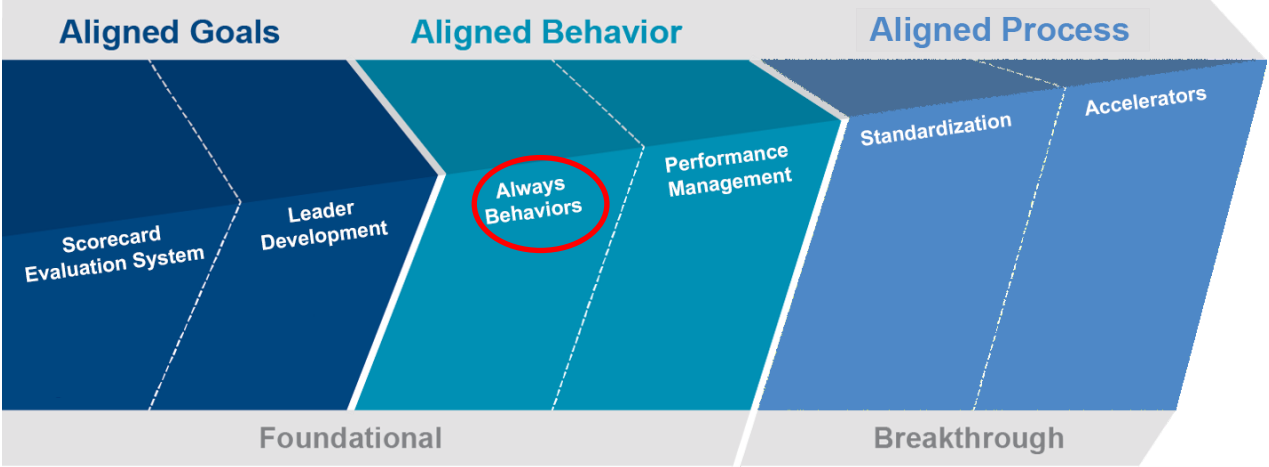 Aligned Goals
Aligned Behavior
Aligned Process
Scorecard
Evaluation System
Leader
Development
Always
Behaviors
Performance
Management
Standardization
Accelerators
Foundational
Breakthrough